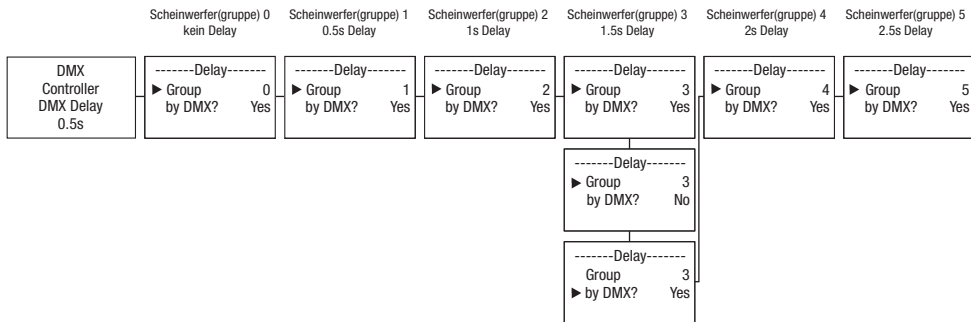 Scheinwerfer(gruppe) 0
kein Delay
Scheinwerfer(gruppe) 1
0.5s Delay
Scheinwerfer(gruppe) 2
1s Delay
Scheinwerfer(gruppe) 3
1.5s Delay
Scheinwerfer(gruppe) 4
2s Delay
Scheinwerfer(gruppe) 5
2.5s Delay
DMX
Controller
DMX Delay
0.5s
-------Delay-------
▶ Group 0
by DMX? Yes
-------Delay-------
▶ Group 1
by DMX? Yes
-------Delay-------
▶ Group 2
by DMX? Yes
-------Delay-------
▶ Group 3
by DMX? Yes
-------Delay-------
▶ Group 4
by DMX? Yes
-------Delay-------
▶ Group 5
by DMX? Yes
-------Delay-------
▶ Group 3
by DMX? No
-------Delay-------
Group 3
▶ by DMX? Yes